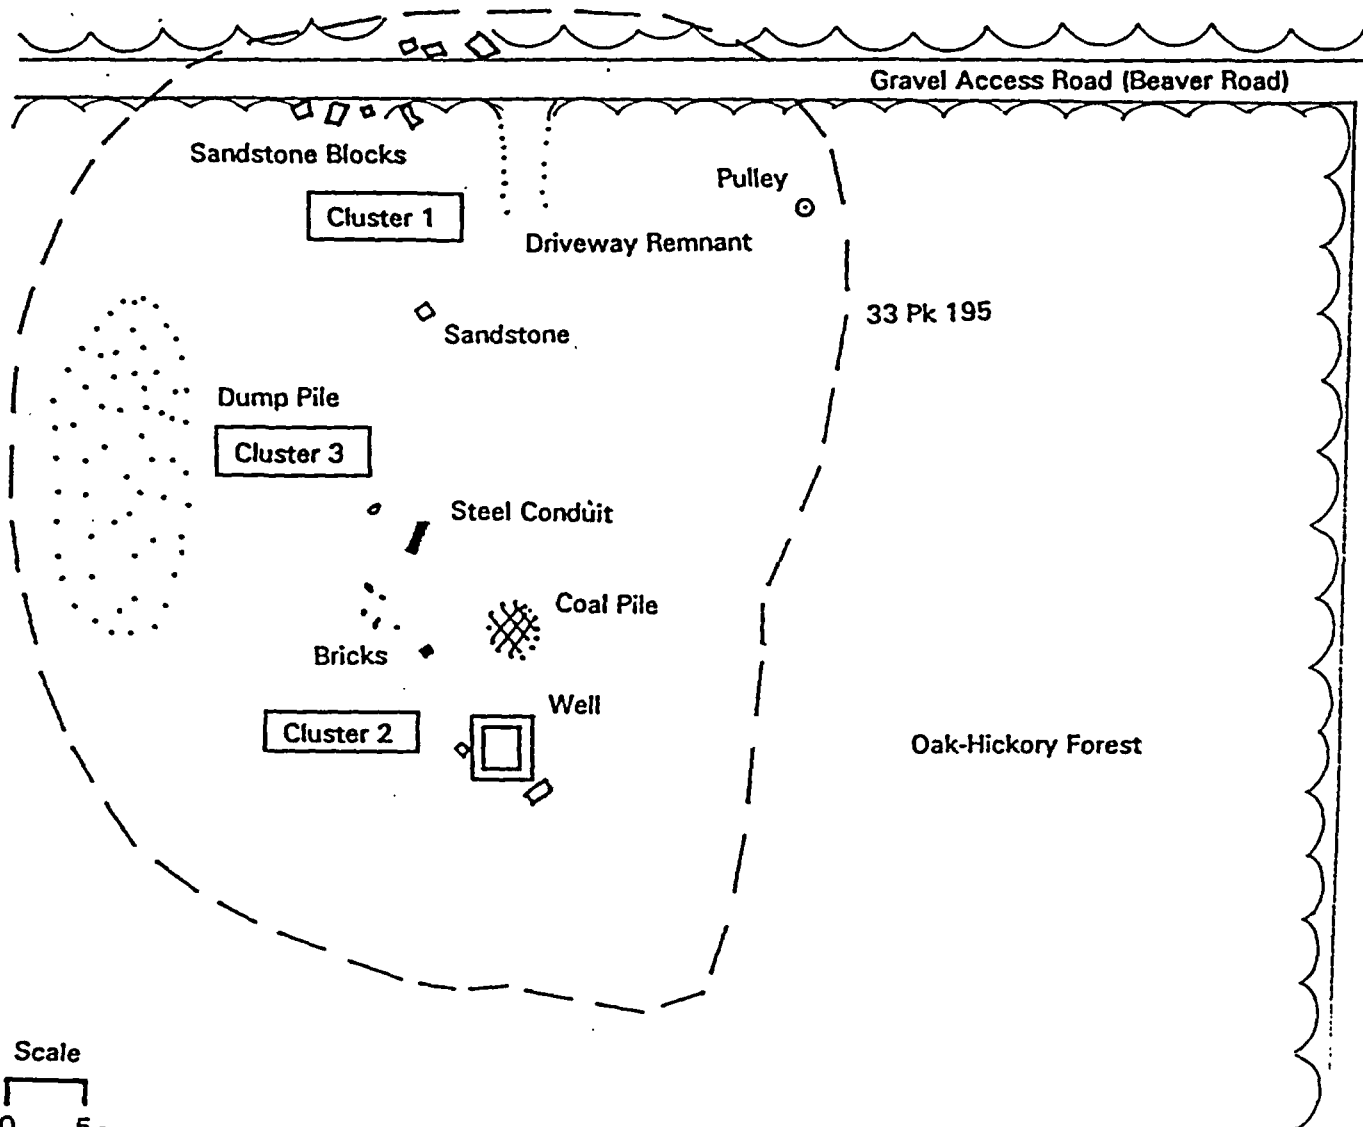 Gravel Access Road (Beaver Road)
Sandstone Blocks
Pulley
Cluster 1
Driveway Remnant
33 Pk 195
Sandstone
Dump Pile
Cluster 3
Steel Conduit
Coal Pile
Bricks
Well
Cluster 2
Oak-Hickory Forest
Scale
0 5